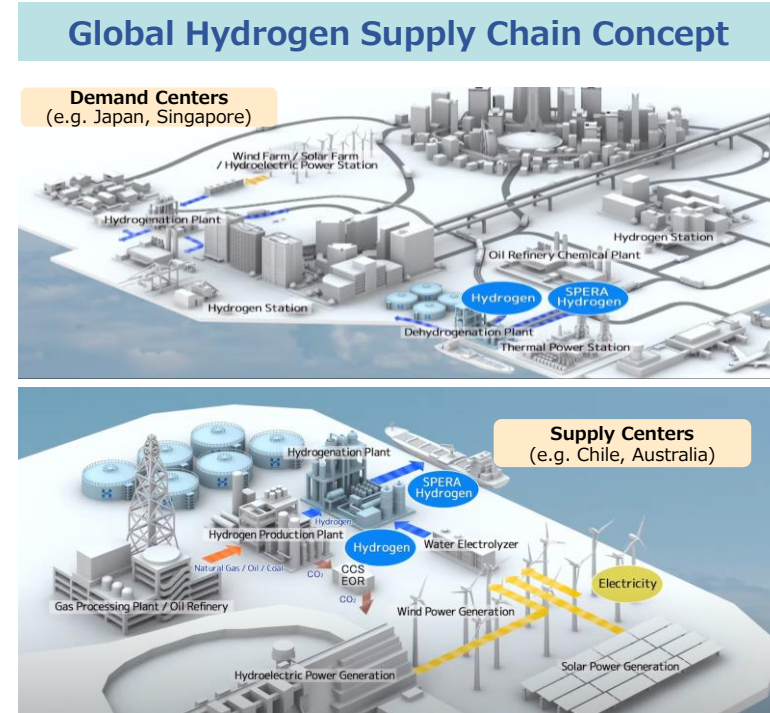 Global Hydrogen Supply Chain Concept
Demand Centers
(e.g. Japan, Singapore)
Wind Farm / Solar Farm
/ Hydroelectric Power Station
Hydrogenation Plant
Hydrogen Station
Oil Refinery Chemical Plant
Hydrogen
SPERA
Hydrogen
Hydrogen Station
Dehydrogenation Plant
Thermal Power Station
Supply Centers
(e.g. Chile, Australia)
Hydrogenation Plant
SPERA
Hydrogen
Hydrogen
Hydrogen Production Plant
Hydrogen
Water Electrolyzer
Natural Gas / Oil / Coal
CO₂
CCS
EOR
CO₂
Electricity
Gas Processing Plant / Oil Refinery
Wind Power Generation
Hydroelectric Power Generation
Solar Power Generation